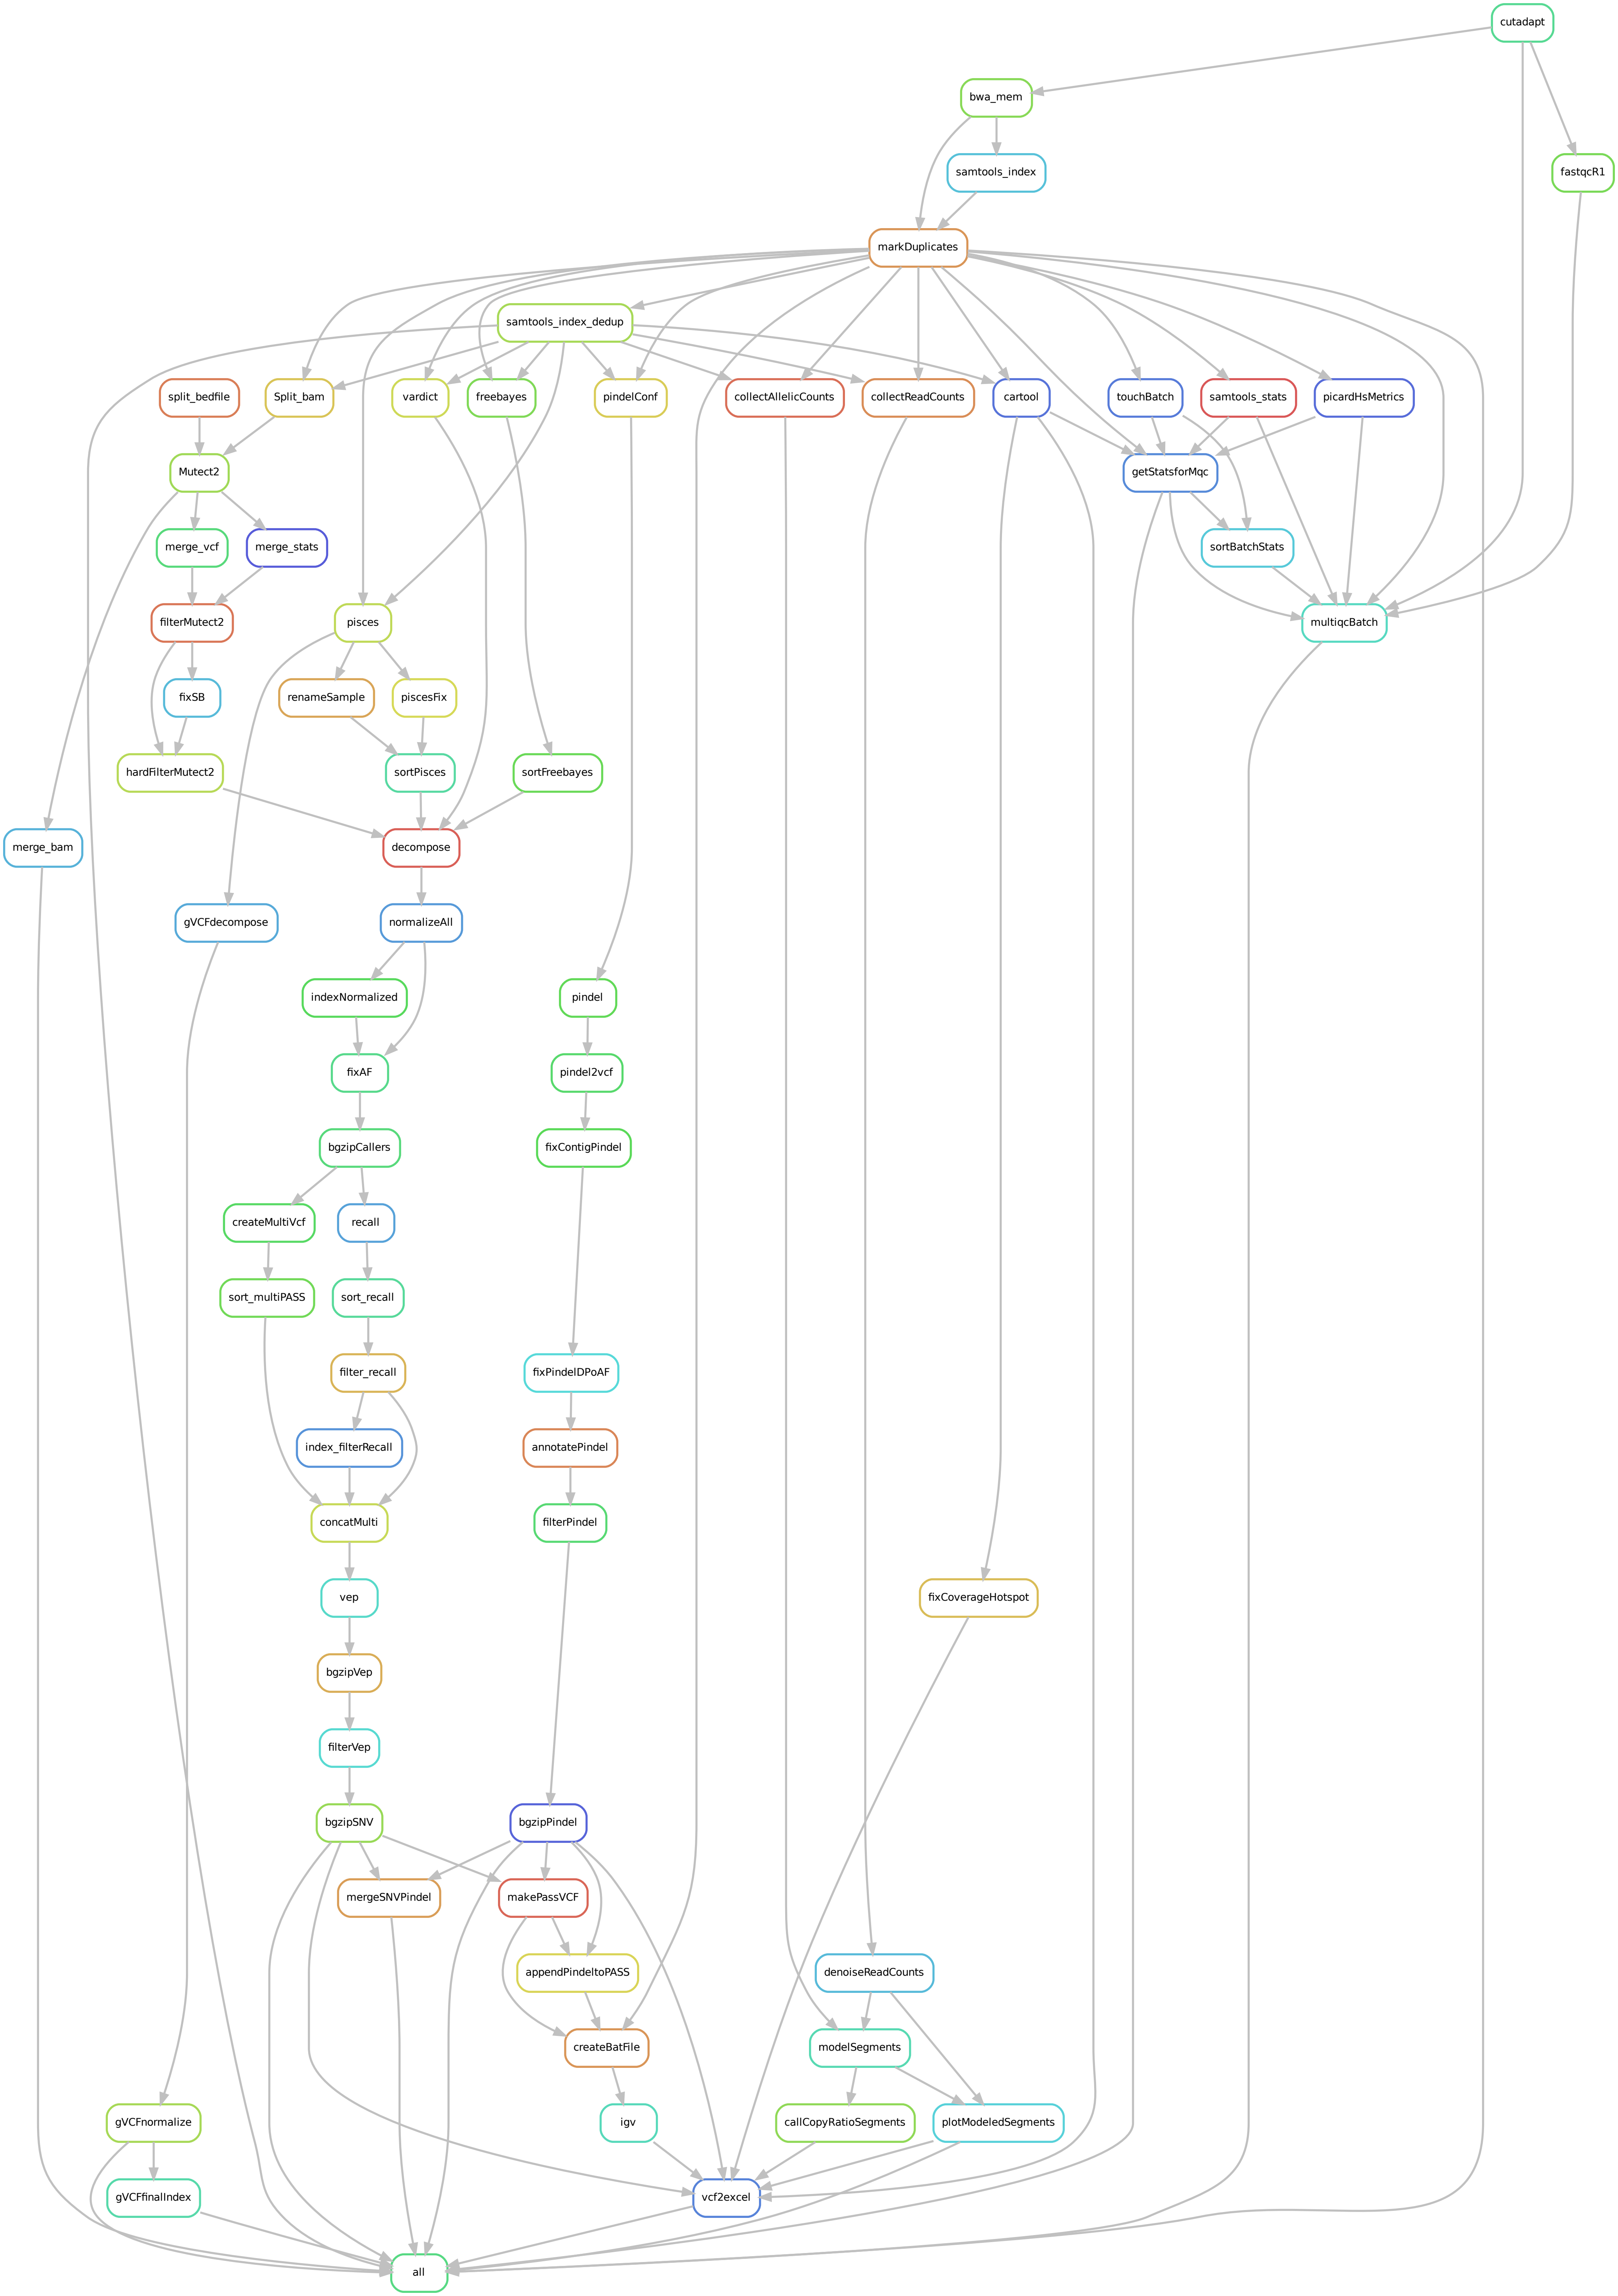 cutadapt
bwa_mem
samtools_index
fastqcR1
markDuplicates
samtools_index_dedup
split_bedfile
Split_bam
vardict
freebayes
pindelConf
collectAllelicCounts
collectReadCounts
cartool
touchBatch
samtools_stats
picardHsMetrics
Mutect2
getStatsforMqc
merge_vcf
merge_stats
sortBatchStats
filterMutect2
pisces
multiqcBatch
fixSB
renameSample
piscesFix
hardFilterMutect2
sortPisces
sortFreebayes
merge_bam
decompose
gVCFdecompose
normalizeAll
indexNormalized
pindel
fixAF
pindel2vcf
bgzipCallers
fixContigPindel
createMultiVcf
recall
sort_multiPASS
sort_recall
filter_recall
fixPindelDPoAF
index_filterRecall
annotatePindel
concatMulti
filterPindel
vep
fixCoverageHotspot
bgzipVep
filterVep
bgzipSNV
bgzipPindel
mergeSNVPindel
makePassVCF
appendPindeltoPASS
denoiseReadCounts
createBatFile
modelSegments
gVCFnormalize
igv
callCopyRatioSegments
plotModeledSegments
gVCFfinalIndex
vcf2excel
all